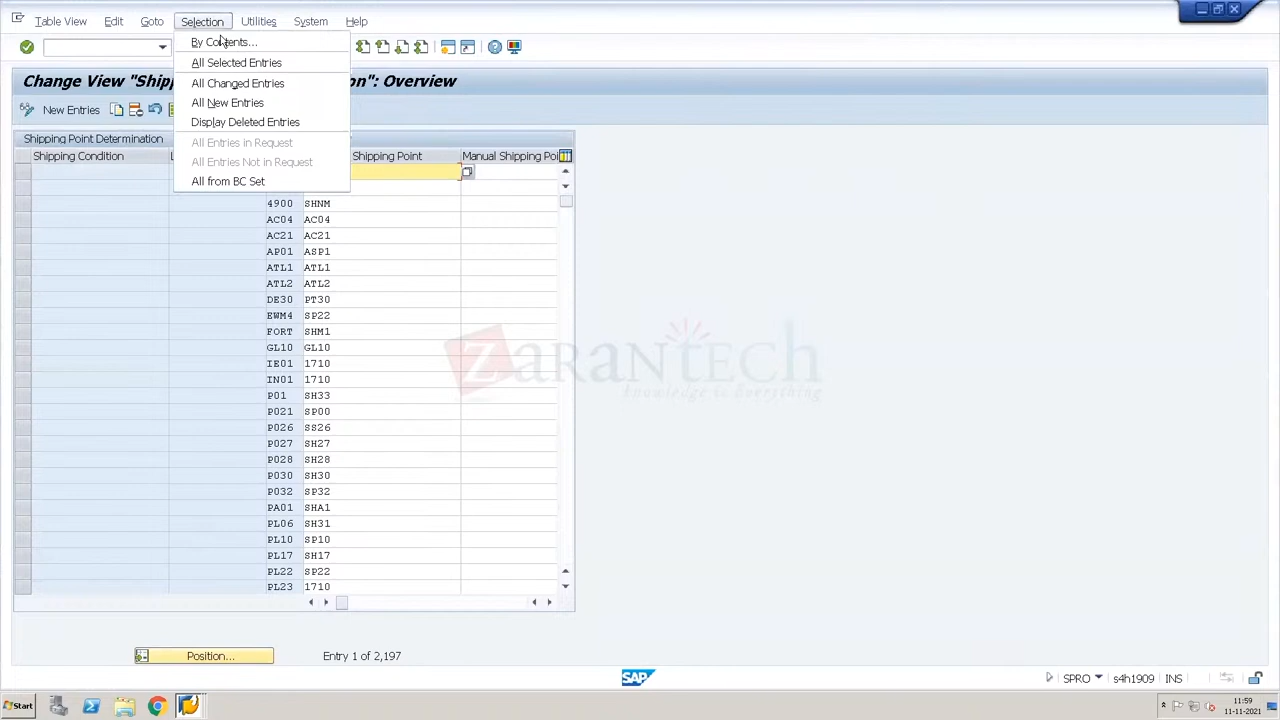 Table View Edit Goto Selection Utilities System Help
By Contents...
All Selected Entries
All Changed Entries
All New Entries
Display Deleted Entries
All Entries in Request
All Entries Not in Request
All from BC Set
Change View "Shipp on": Overview
New Entries
Shipping Point Determination
Shipping Condition L Shipping Point Manual Shipping Poi
4900 SHNM
AC04 AC04
AC21 AC21
AP01 ASP1
ATL1 ATL1
ATL2 ATL2
DE30 PT30
EWM4 SP22
FORT SHM1
GL10 GL10
IE01 1710
IN01 1710
P01 SH33
P021 SP00
P026 SS26
P027 SH27
P028 SH28
P030 SH30
P032 SP32
PA01 SHA1
PL06 SH31
PL10 SP10
PL17 SH17
PL22 SP22
PL23 1710
ZaranTech
knowledge is everything
Position... Entry 1 of 2,197
SAP
SPRO s4h1909 INS
Start
11:59
11-11-2021